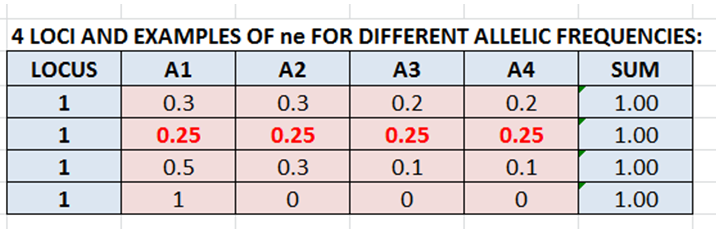 4 LOCI AND EXAMPLES OF ne FOR DIFFERENT ALLELIC FREQUENCIES:
LOCUS A1 A2 A3 A4 SUM
1 0.3 0.3 0.2 0.2 1.00
1 0.25 0.25 0.25 0.25 1.00
1 0.5 0.3 0.1 0.1 1.00
1 1 0 0 0 1.00